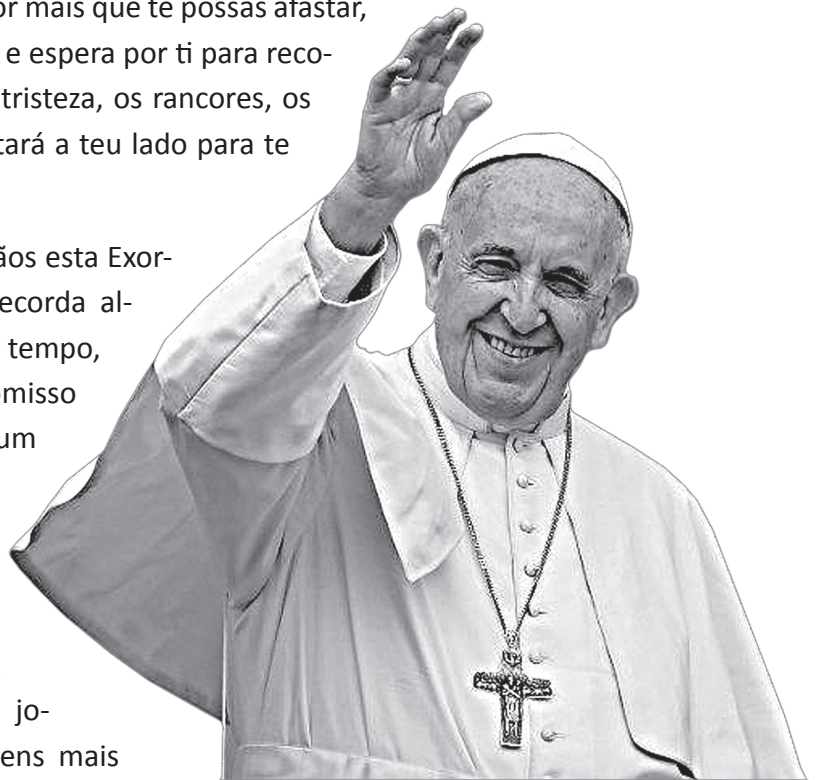 or mais que te possas afastar,
e espera por ti para reco-
tristeza, os rancores, os
tará a teu lado para te
ãos esta Exor-
ecorda al-
tempo,
misso
um
jo-
ens mais